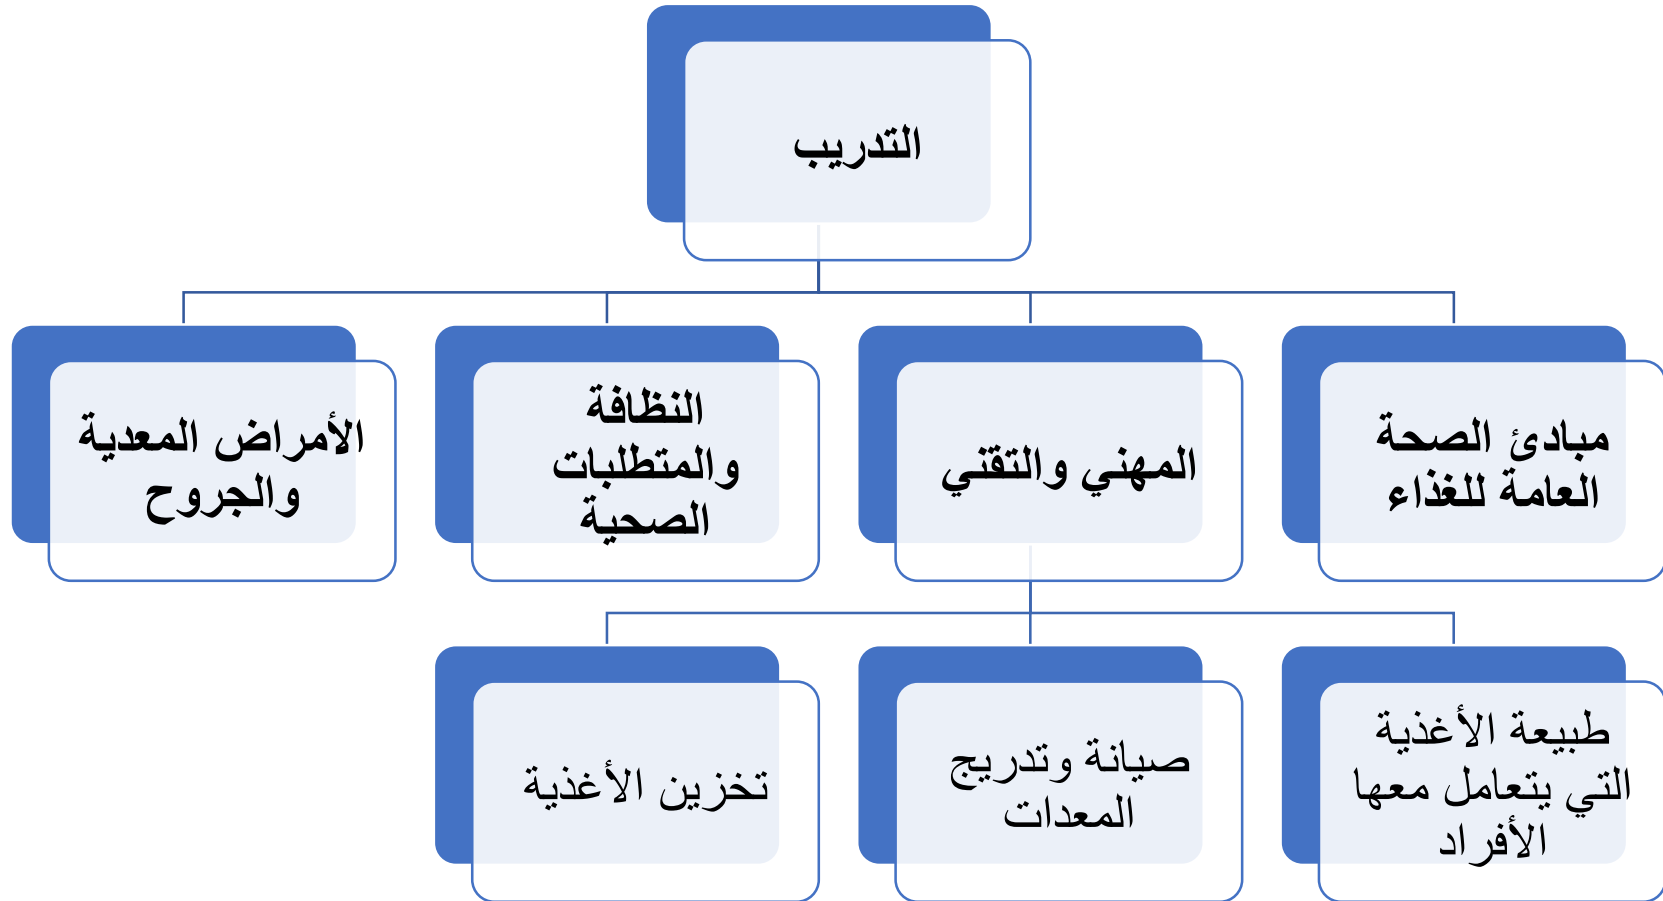 التدريب
مبادئ الصحة
العامة للغذاء
المهني والتقني
النظافة
والمتطلبات
الصحية
الأمراض المعدية
والجروح
طبيعة الأغذية
التي يتعامل معها
الأفراد
صيانة وتدريج
المعدات
تخزين الأغذية